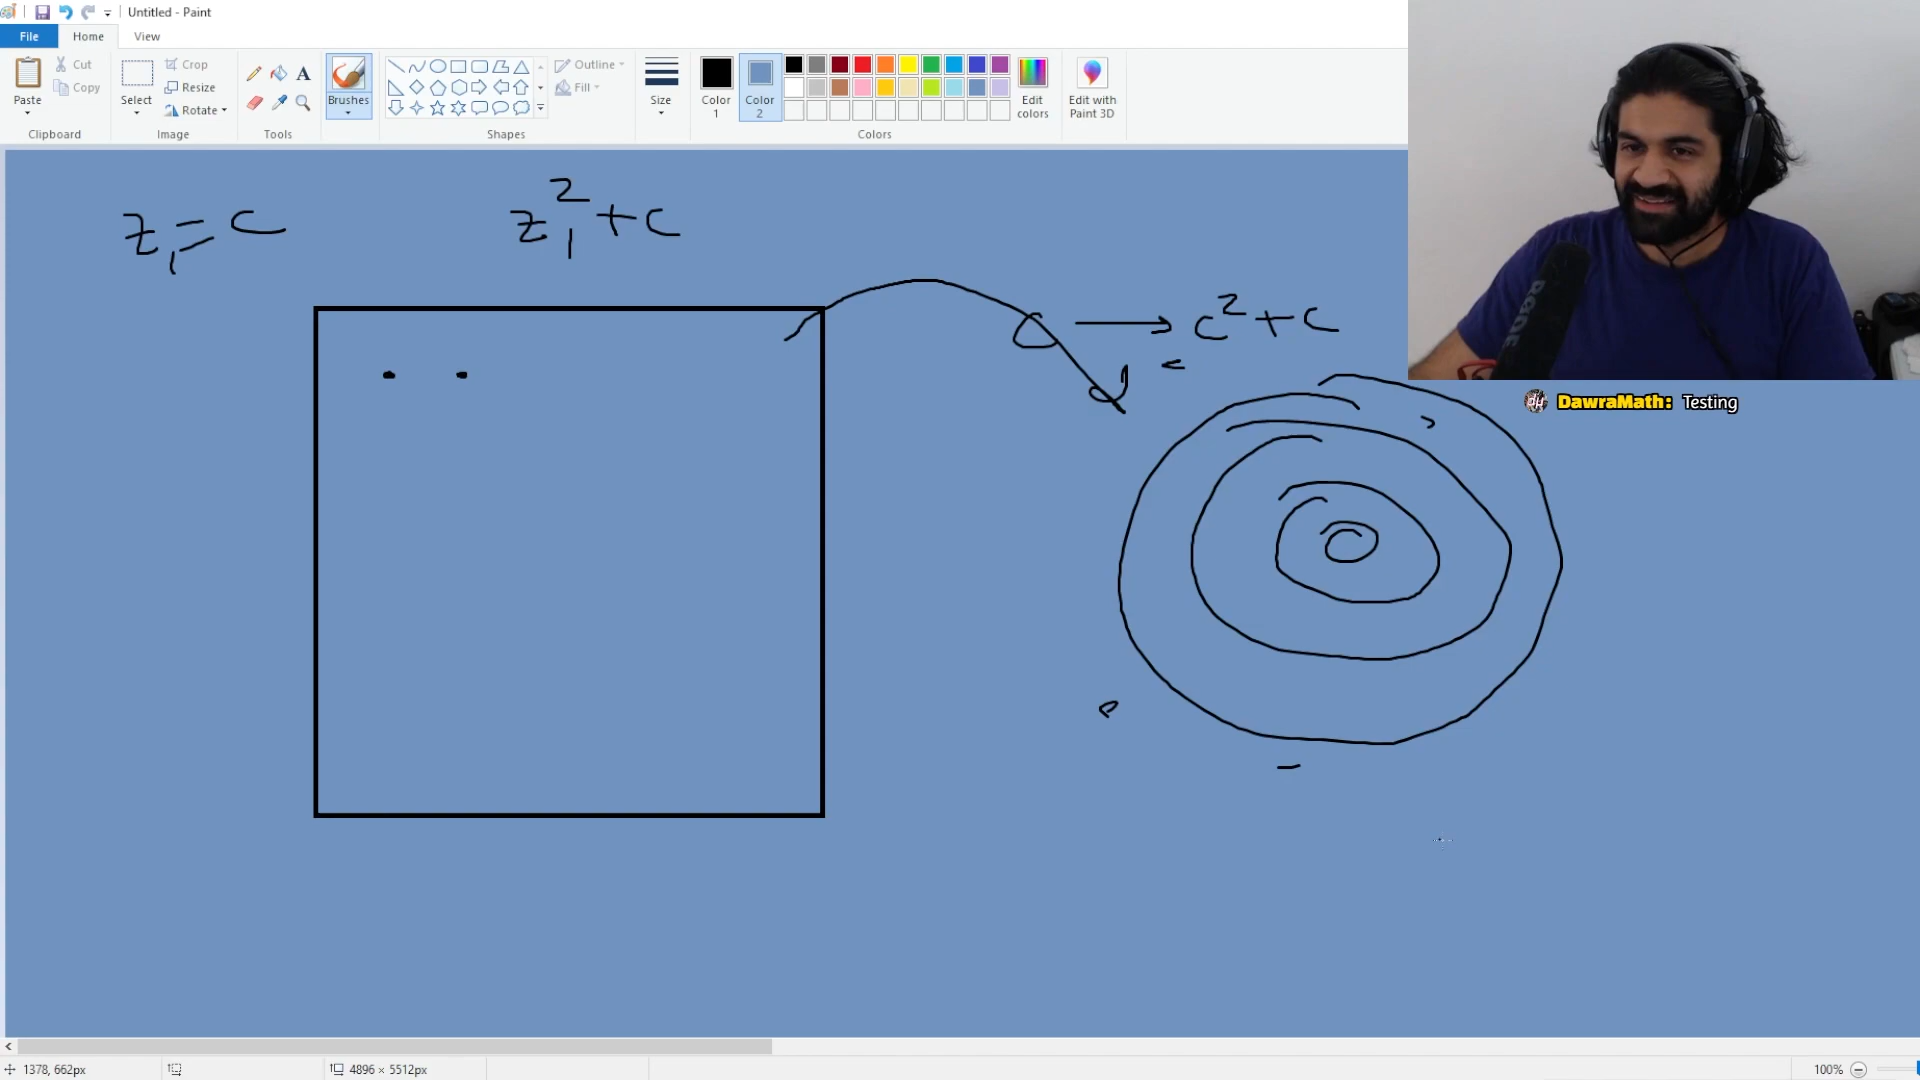 Untitled - Paint
File Home View
Paste
Cut
Copy
Clipboard
Select
Crop
Resize
Rotate
Image
A
Tools
Brushes
Outline
Fill
Shapes
Size
Color 1
Color 2
Edit colors
Colors
Edit with Paint 3D
z₁ = c
z₁² + c
c → c² + c
DawraMath: Testing
1378, 662px
4896 × 5512px
100%